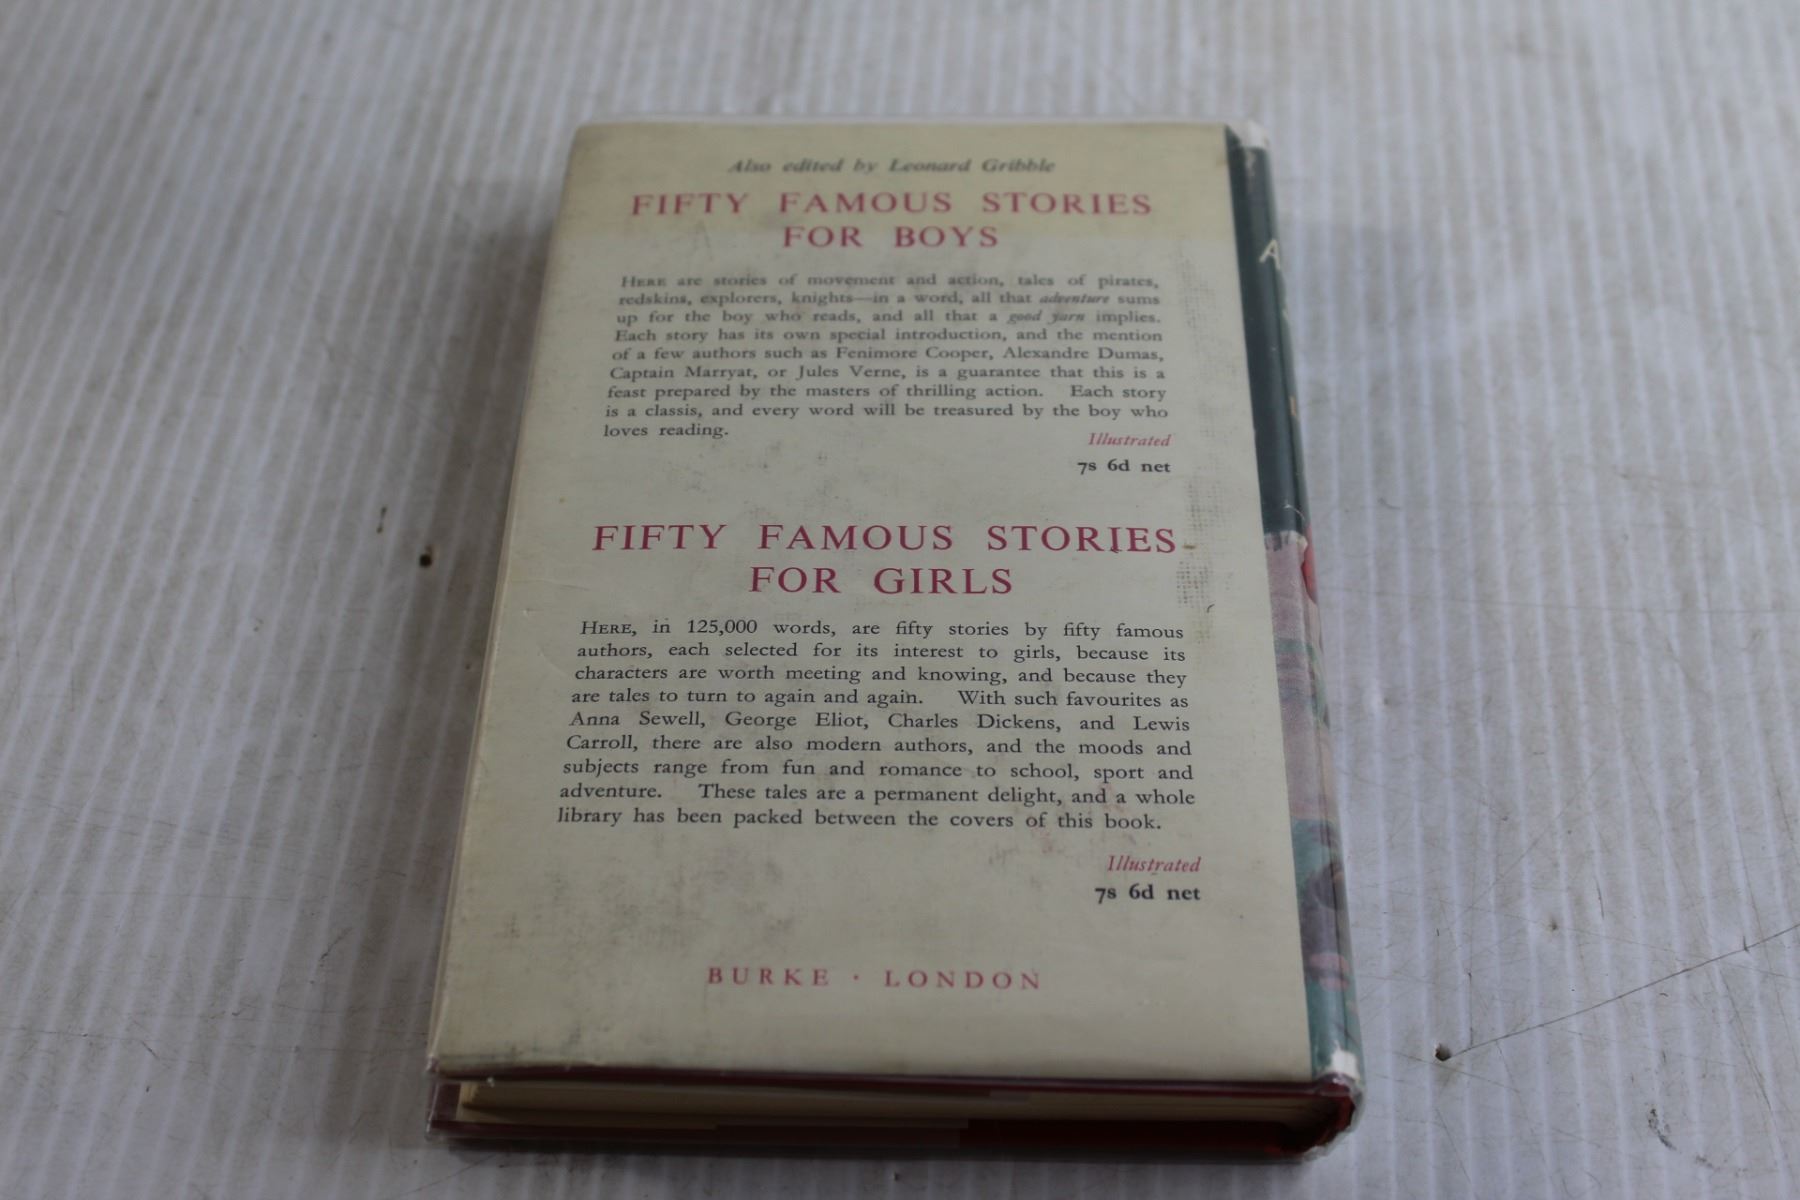 Also edited by Leonard Gribble
FIFTY FAMOUS STORIES
FOR BOYS
HERE are stories of movement and action, tales of pirates,
redskins, explorers, knights—in a word, all that adventure sums
up for the boy who reads, and all that a good yarn implies.
Each story has its own special introduction, and the mention
of a few authors such as Fenimore Cooper, Alexandre Dumas,
Captain Marryat, or Jules Verne, is a guarantee that this is a
feast prepared by the masters of thrilling action. Each story
is a classis, and every word will be treasured by the boy who
loves reading.
Illustrated
7s 6d net
FIFTY FAMOUS STORIES
FOR GIRLS
HERE, in 125,000 words, are fifty stories by fifty famous
authors, each selected for its interest to girls, because its
characters are worth meeting and knowing, and because they
are tales to turn to again and again. With such favourites as
Anna Sewell, George Eliot, Charles Dickens, and Lewis
Carroll, there are also modern authors, and the moods and
subjects range from fun and romance to school, sport and
adventure. These tales are a permanent delight, and a whole
library has been packed between the covers of this book.
Illustrated
7s 6d net
BURKE · LONDON